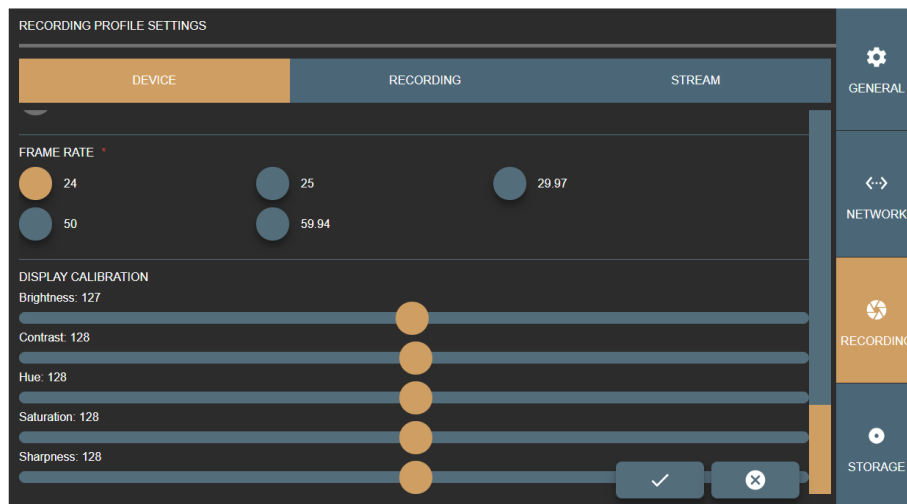 RECORDING PROFILE SETTINGS
DEVICE
RECORDING
STREAM
FRAME RATE *
24
25
29.97
50
59.94
DISPLAY CALIBRATION
Brightness: 127
Contrast: 128
Hue: 128
Saturation: 128
Sharpness: 128
GENERAL
NETWORK
RECORDING
STORAGE